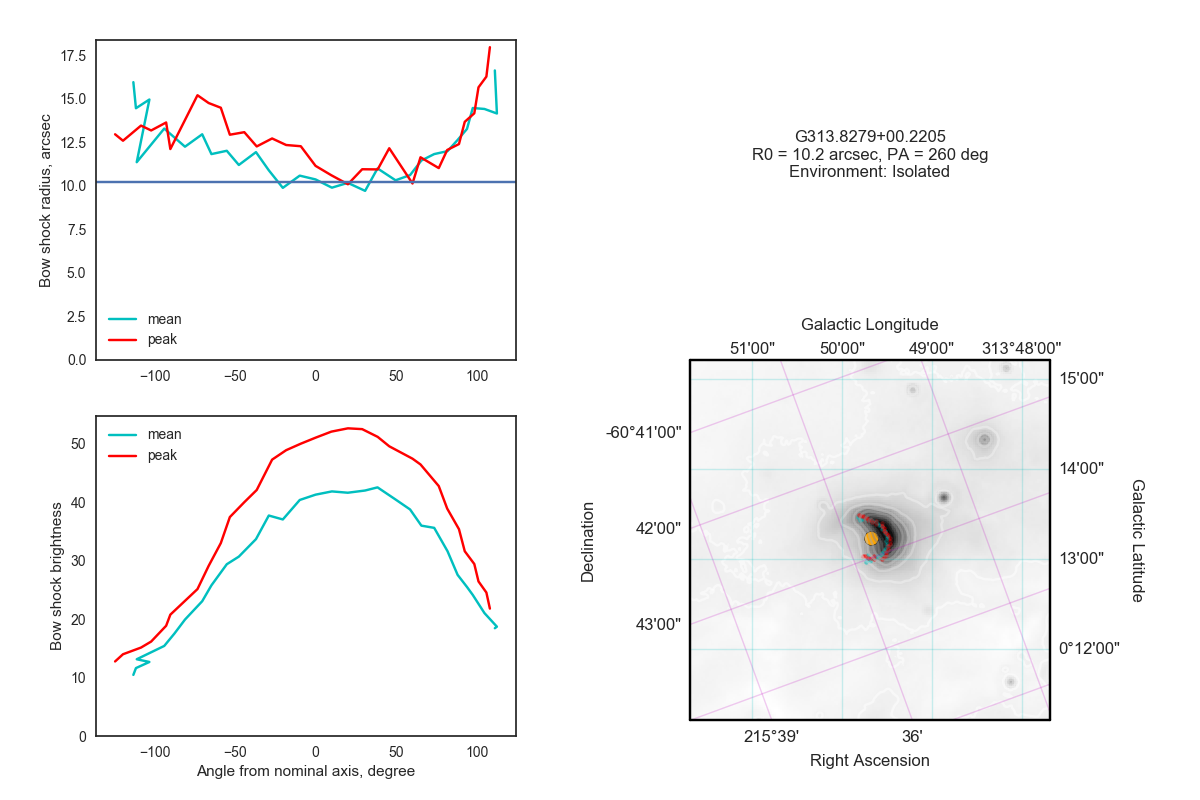 17.5
15.0
12.5
10.0
7.5
5.0
2.5
0.0
Bow shock radius, arcsec
mean
peak
−100
−50
0
50
100
G313.8279+00.2205
R0 = 10.2 arcsec, PA = 260 deg
Environment: Isolated
50
40
30
20
10
0
Bow shock brightness
mean
peak
−100
−50
0
50
100
Angle from nominal axis, degree
Galactic Longitude
51'00"
50'00"
49'00"
313°48'00"
15'00"
14'00"
13'00"
0°12'00"
Galactic Latitude
-60°41'00"
42'00"
43'00"
Declination
215°39'
36'
Right Ascension